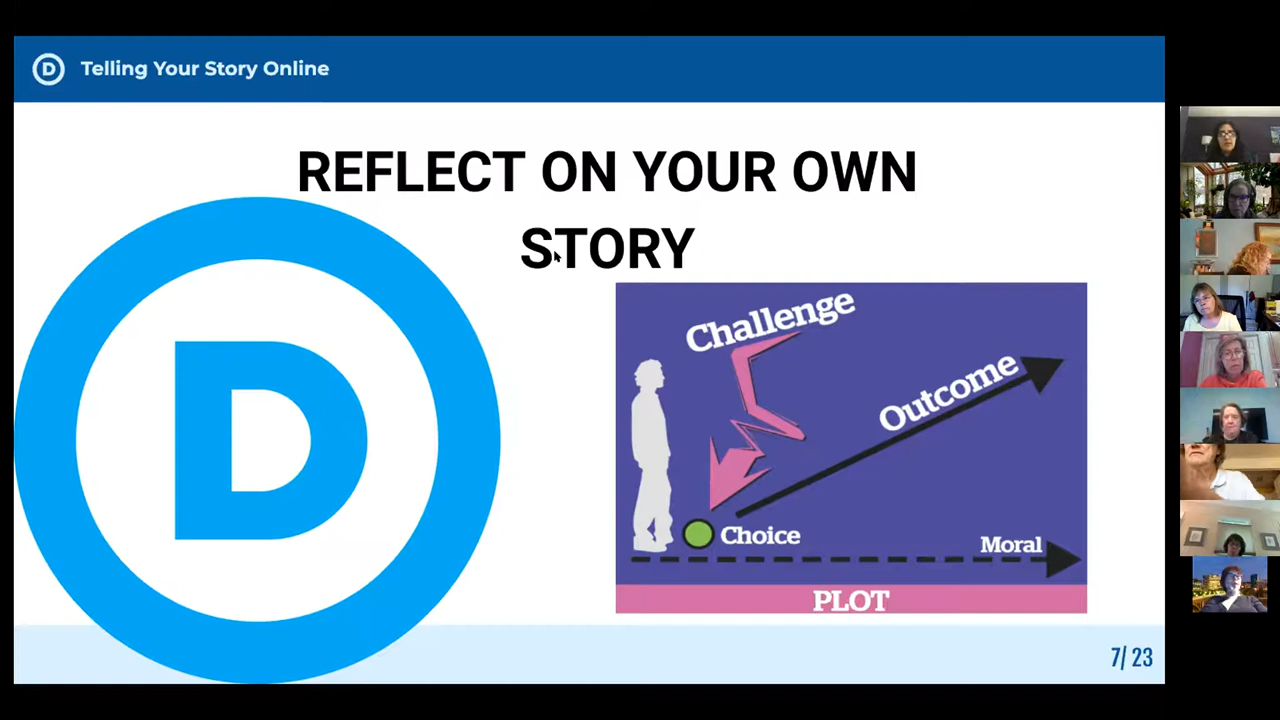 D Telling Your Story Online
REFLECT ON YOUR OWN
STORY
D
Challenge
Outcome
Choice
Moral
PLOT
7/ 23